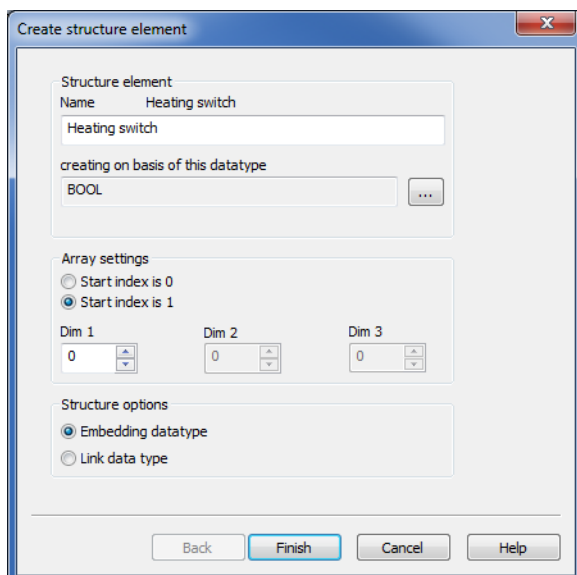 Create structure element
Structure element
Name Heating switch
Heating switch
creating on basis of this datatype
BOOL
...
Array settings
Start index is 0
Start index is 1
Dim 1 Dim 2 Dim 3
0 0 0
Structure options
Embedding datatype
Link data type
Back Finish Cancel Help